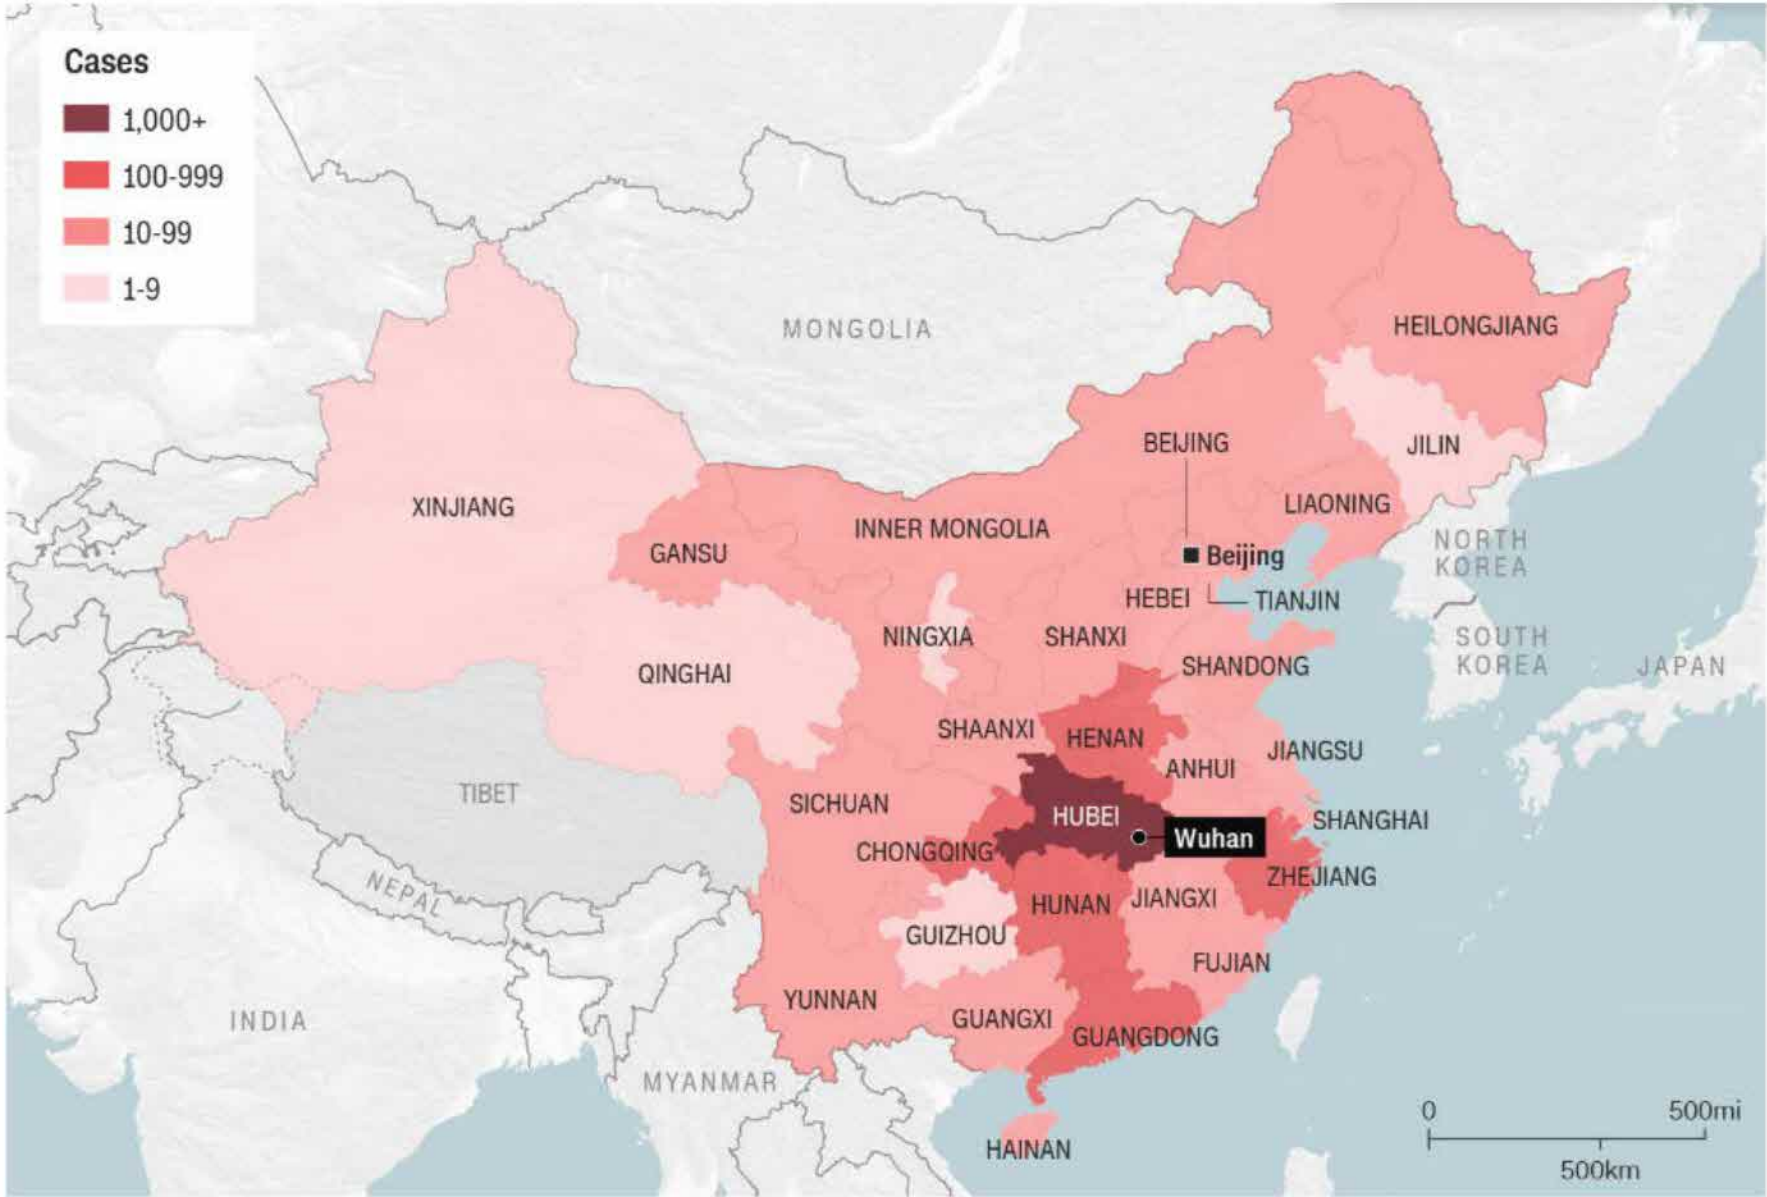 Cases
1,000+
100-999
10-99
1-9
MONGOLIA
HEILONGJIANG
JILIN
BEIJING
LIAONING
XINJIANG
INNER MONGOLIA
GANSU
Beijing
NORTH
KOREA
HEBEI
TIANJIN
NINGXIA
SHANXI
SHANDONG
SOUTH
KOREA
JAPAN
QINGHAI
SHAANXI
HENAN
JIANGSU
ANHUI
TIBET
SICHUAN
HUBEI
SHANGHAI
Wuhan
CHONGQING
ZHEJIANG
NEPAL
HUNAN
JIANGXI
GUIZHOU
FUJIAN
YUNNAN
GUANGXI
INDIA
GUANGDONG
MYANMAR
HAINAN
0
500mi
500km